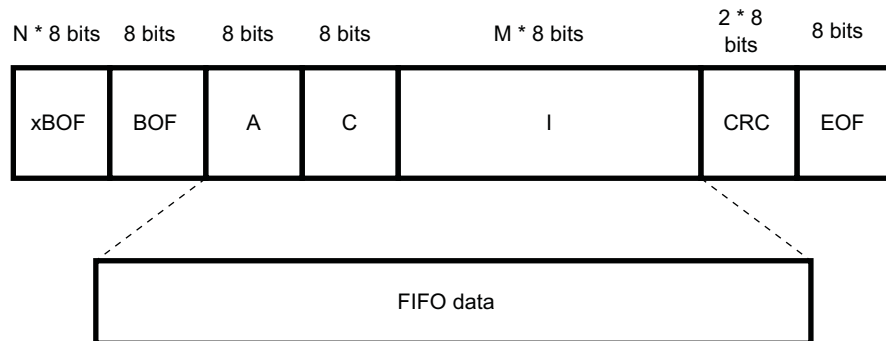 N * 8 bits 8 bits 8 bits 8 bits M * 8 bits 2 * 8 bits 8 bits
xBOF BOF A C I CRC EOF
FIFO data